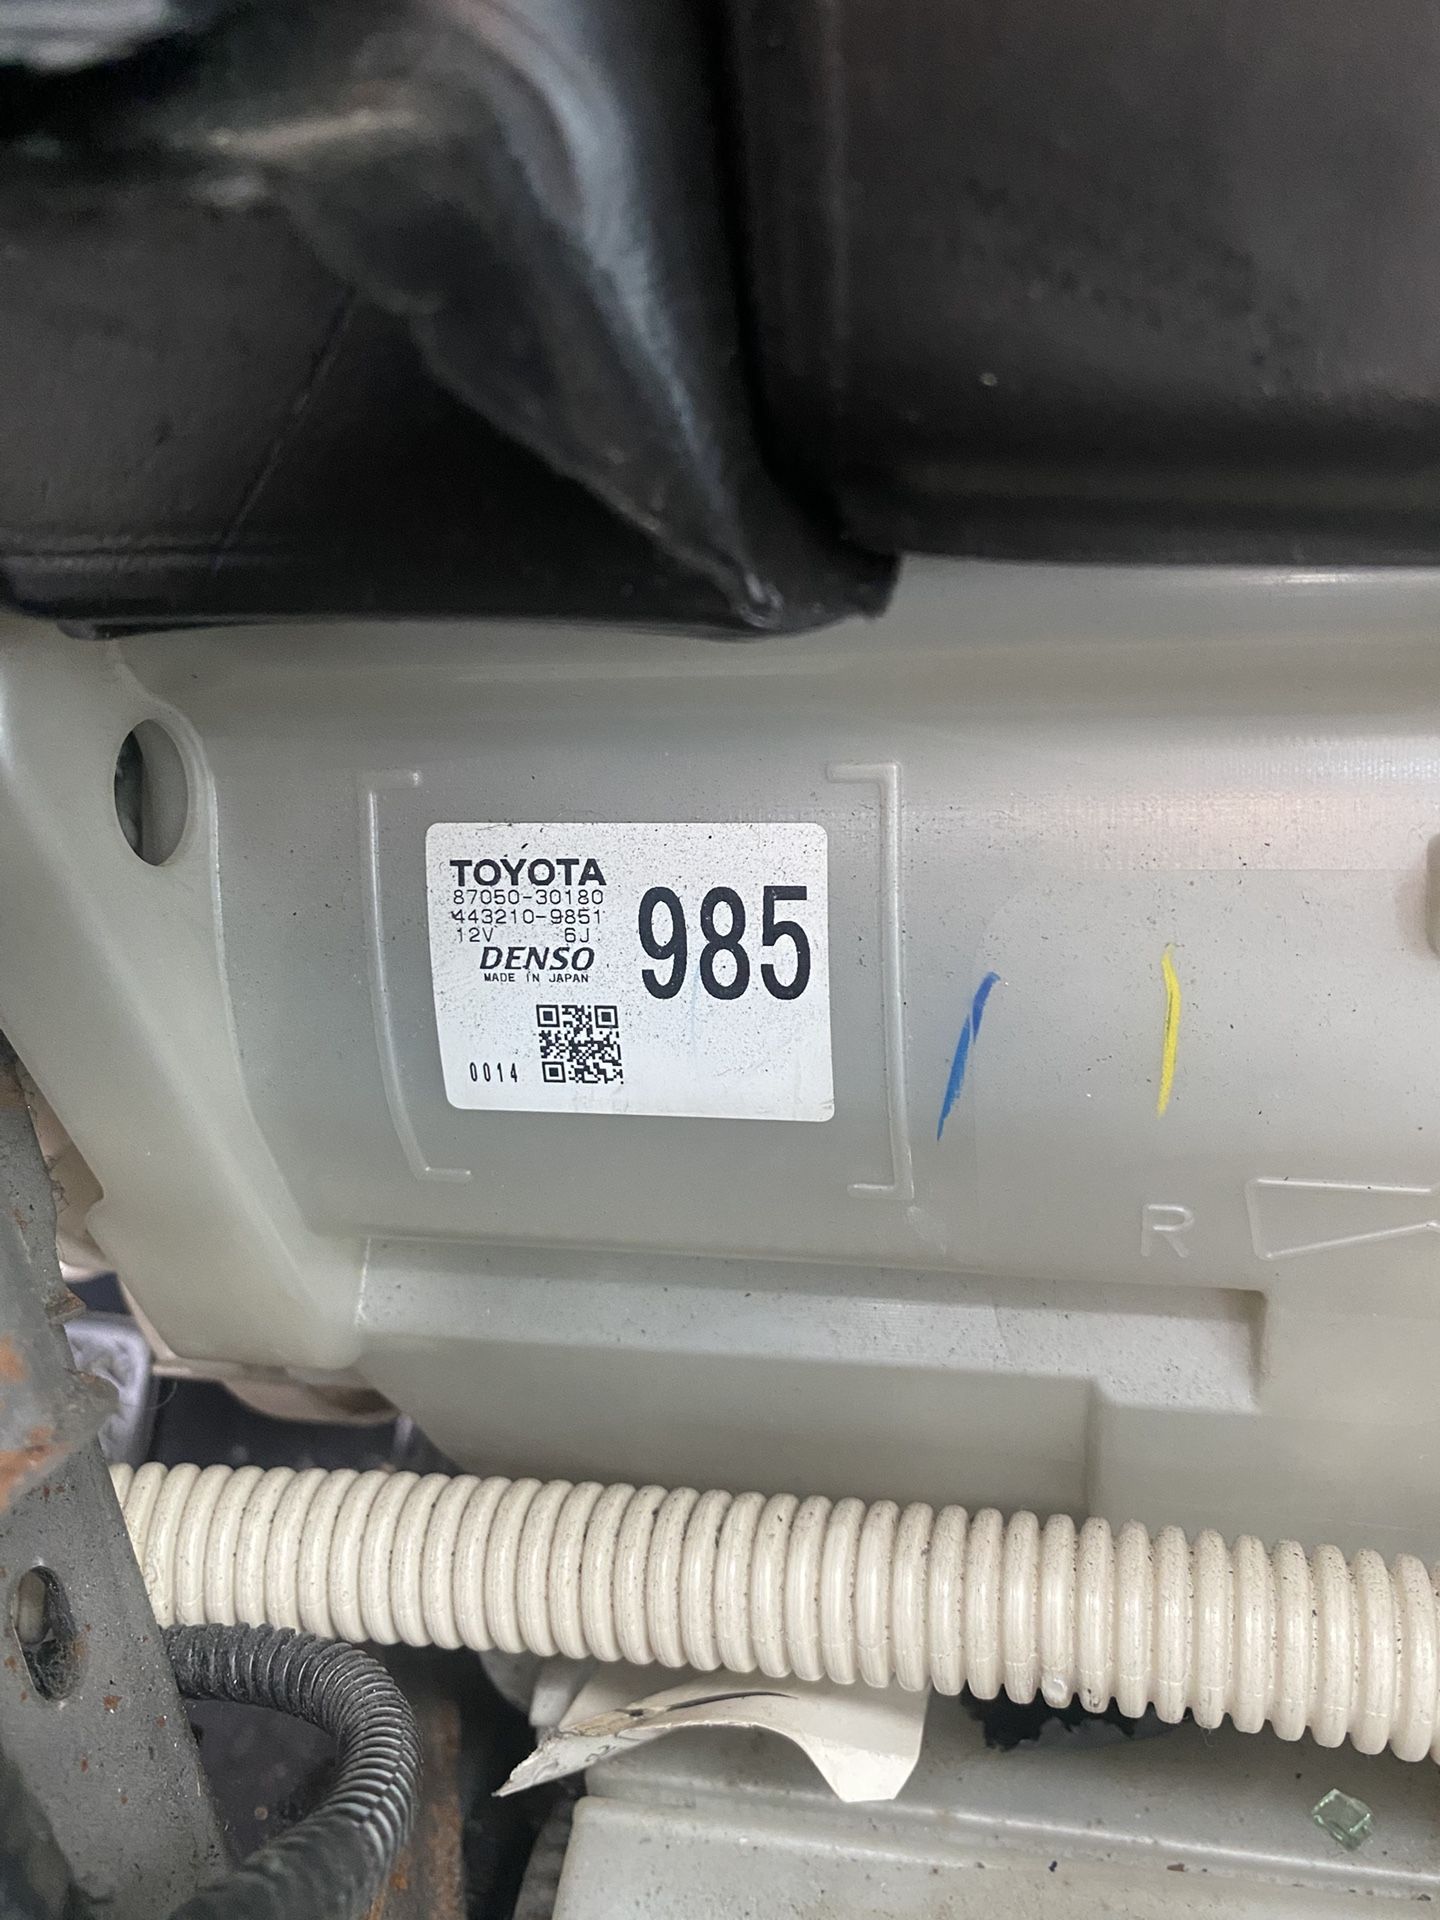 TOYOTA
87050-30180
443210-9851
12V 6J
DENSO
MADE IN JAPAN
985
0014
R